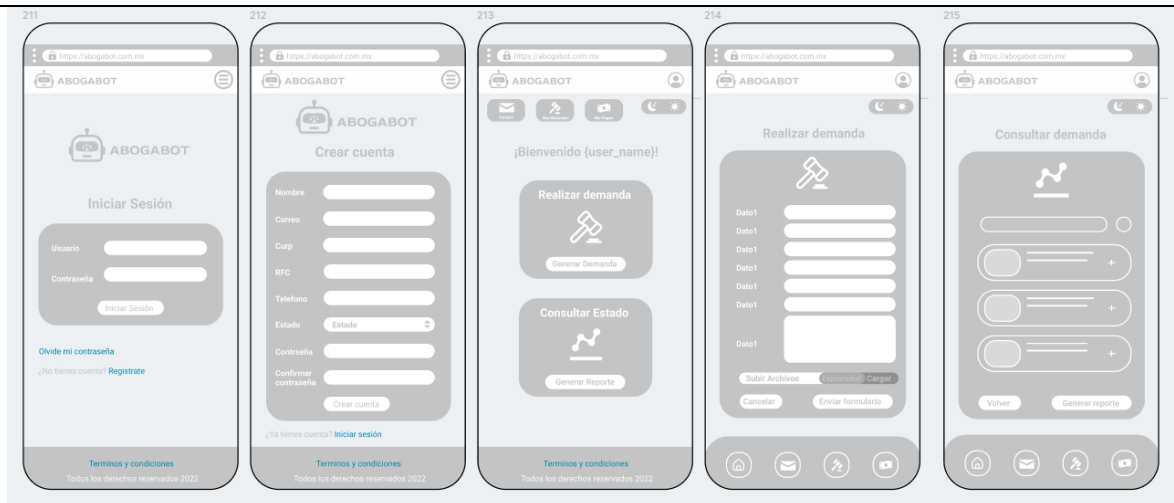 211
https://abogabot.com.mx
ABOGABOT
ABOGABOT
Iniciar Sesión
Usuario
Contraseña
Iniciar Sesión
Olvide mi contraseña
¿No tienes cuenta? Registrate
Terminos y condiciones
Todos los derechos reservados 2022
212
https://abogabot.com.mx
ABOGABOT
ABOGABOT
Crear cuenta
Nombre
Correo
Curp
RFC
Telefono
Estado Estado
Contrseña
Confirmar
contraseña
Crear cuenta
¿Ya tienes cuenta? Iniciar sesión
Terminos y condiciones
Todos los derechos reservados 2022
213
https://abogabot.com.mx
ABOGABOT
Correo Mis demandas Mis Pagos
¡Bienvenido {user_name}!
Realizar demanda
Generar Demanda
Consultar Estado
Generar Reporte
Terminos y condiciones
Todos los derechos reservados 2022
214
https://abogabot.com.mx
ABOGABOT
Realizar demanda
Dato1
Dato1
Dato1
Dato1
Dato1
Dato1
Dato1
Subir Archivos Explorador Cargar
Cancelar Enviar formulario
215
https://abogabot.com.mx
ABOGABOT
Consultar demanda
Volver Generar reporte